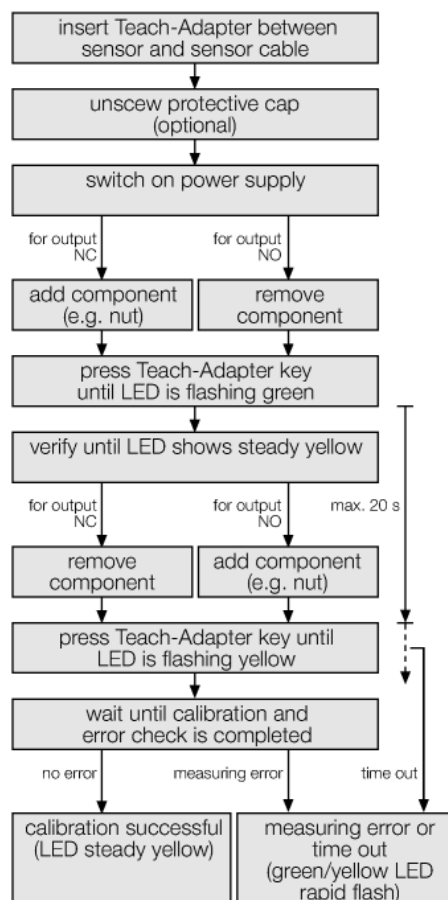 insert Teach-Adapter between
sensor and sensor cable
unscew protective cap
(optional)
switch on power supply
for output
NC
for output
NO
add component
(e.g. nut)
remove
component
press Teach-Adapter key
until LED is flashing green
verify until LED shows steady yellow
for output
NC
for output
NO
max. 20 s
remove
component
add component
(e.g. nut)
press Teach-Adapter key until
LED is flashing yellow
wait until calibration and
error check is completed
no error
measuring error
time out
calibration successful
(LED steady yellow)
measuring error or
time out
(green/yellow LED
rapid flash)